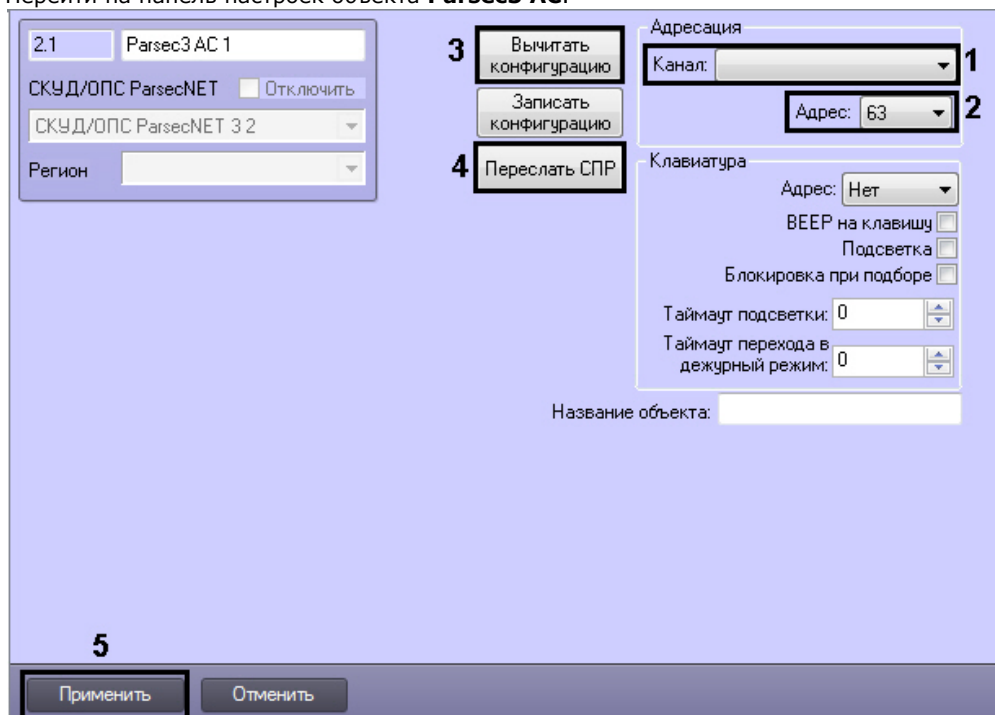 Перейти на панель настроек объекта Parsec3 AC.
2.1 Parsec3 AC 1
СКУД/ОПС ParsecNET Отключить
СКУД/ОПС ParsecNET 3 2
Регион
3 Вычитать конфигурацию
Записать конфигурацию
4 Переслать СПР
Адресация
Канал: 1
Адрес: 63 2
Клавиатура
Адрес: Нет
BEEP на клавишу
Подсветка
Блокировка при подборе
Таймаут подсветки: 0
Таймаут перехода в
дежурный режим: 0
Название объекта:
5
Применить Отменить